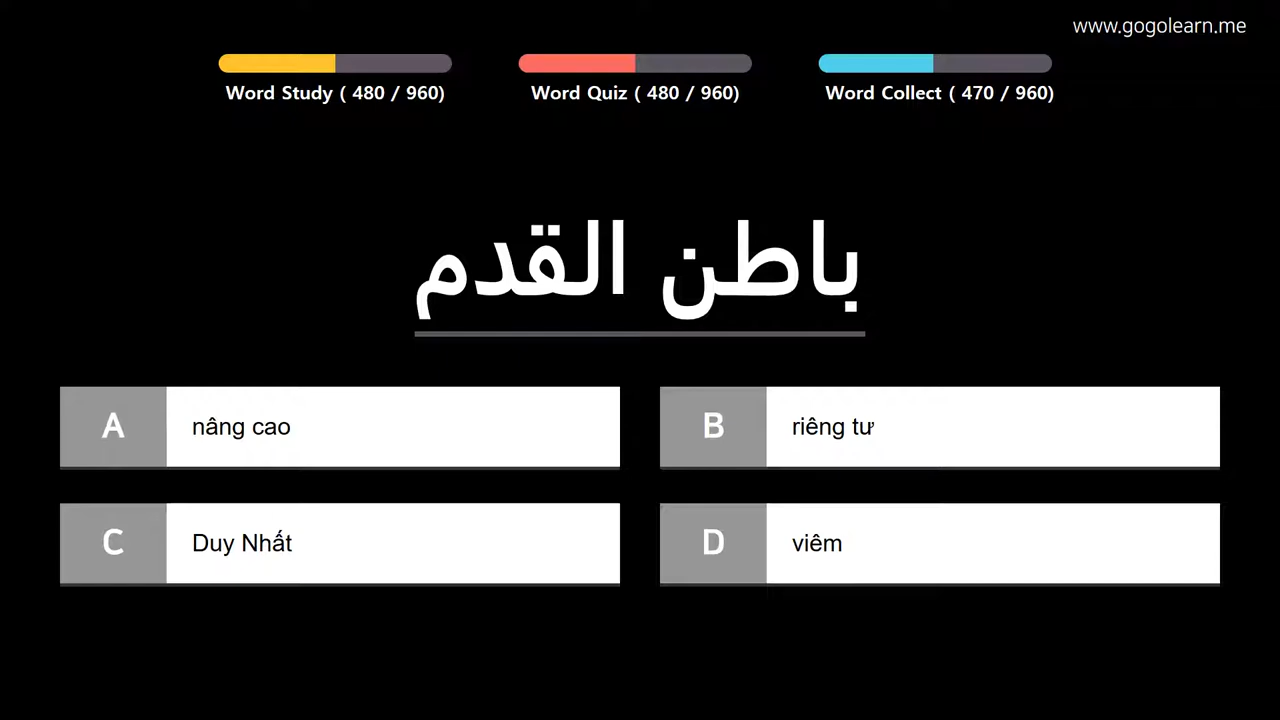 www.gogolearn.me
Word Study ( 480 / 960)
Word Quiz ( 480 / 960)
Word Collect ( 470 / 960)
باطن القدم
A nâng cao
B riêng tư
C Duy Nhất
D viêm